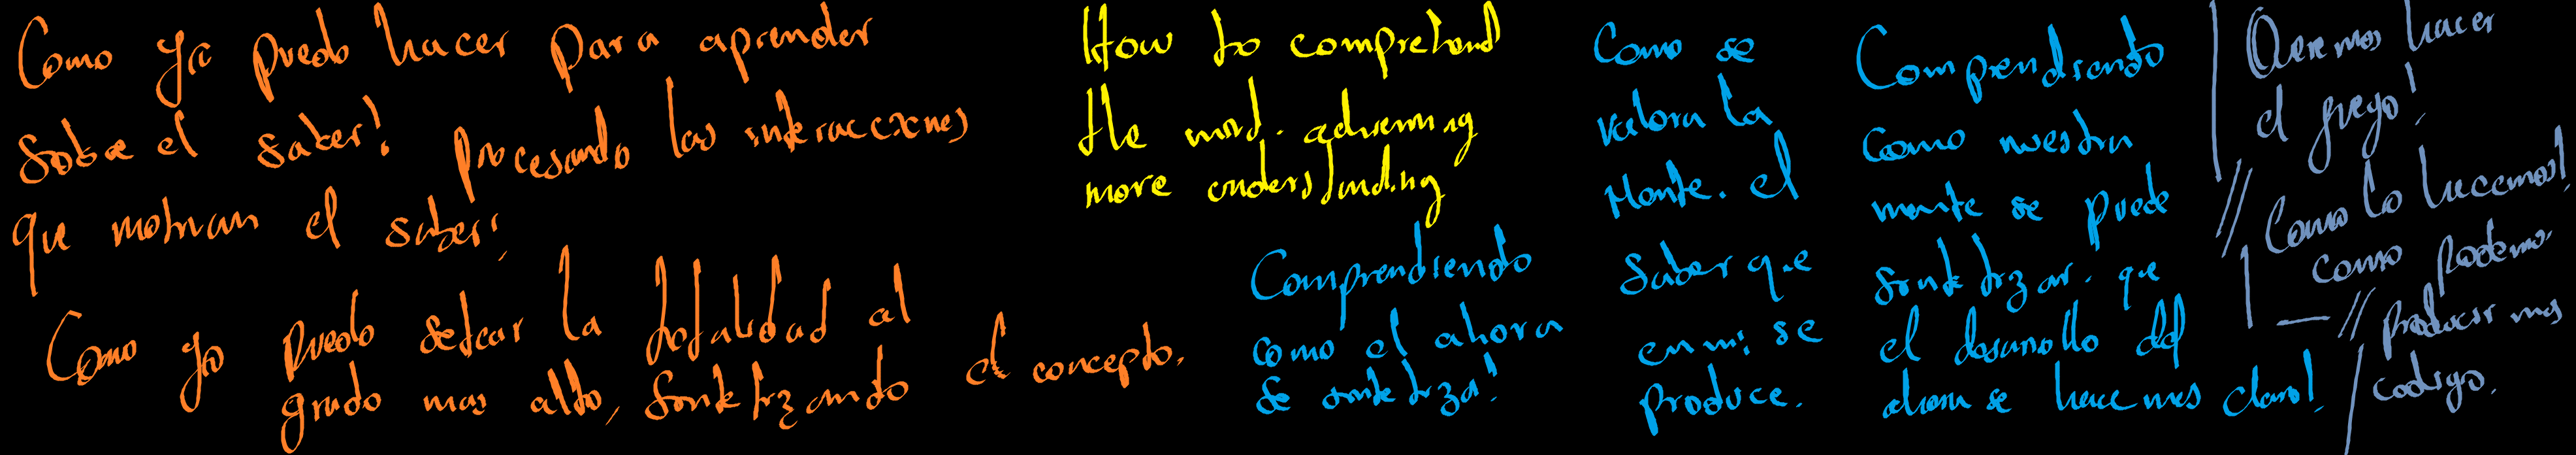 Como yo puedo hacer para aprender
sobre el saber! procesando las interacciones
que motivan el saber!
Como yo puedo setear la totalidad al
grado mas alto, sintetizando el concepto.
How to comprehend
the mind. adquiring
more understanding
Comprendiendo
como el ahora
se sintetiza!
Como se
valora la
Mente. el
saber que
en mi se
produce.
Comprendiendo
como nuestra
mente se puede
sintetizar. que
el desarrollo del
ahora se hace mas claro!
Queremos hacer
el juego!
Como lo hacemos!
como podemos
producir mas
codigo.